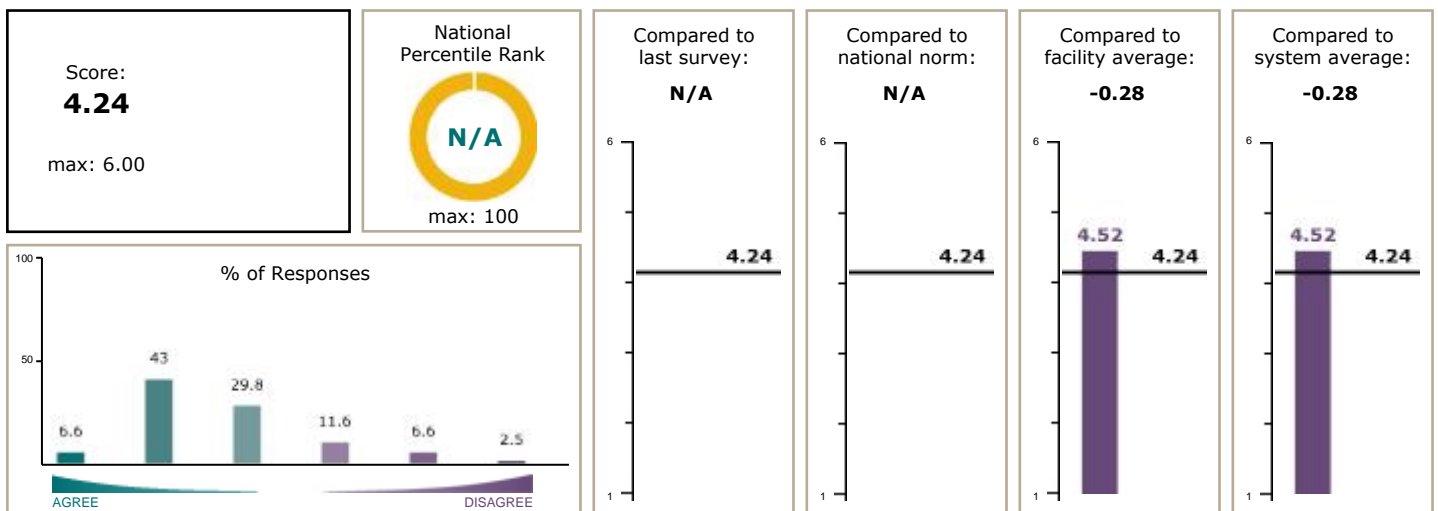 Score:
4.24
max: 6.00
National
Percentile Rank
N/A
max: 100
% of Responses
100
50
6.6
43
29.8
11.6
6.6
2.5
AGREE
DISAGREE
Compared to
last survey:
N/A
6
4.24
1
Compared to
national norm:
N/A
6
4.24
1
Compared to
facility average:
-0.28
6
4.52
4.24
1
Compared to
system average:
-0.28
6
4.52
4.24
1